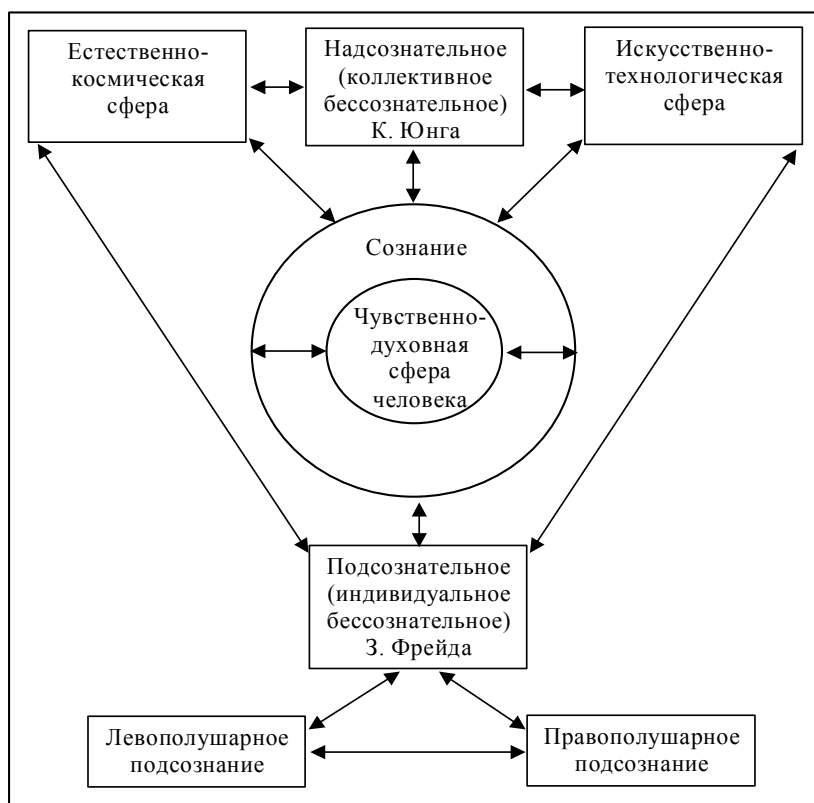 Естественно-
космическая
сфера
Надсознательное
(коллективное
бессознательное)
К. Юнга
Искусственно-
технологическая
сфера
Сознание
Чувственно-
духовная
сфера
человека
Подсознательное
(индивидуальное
бессознательное)
З. Фрейда
Левополушарное
подсознание
Правополушарное
подсознание